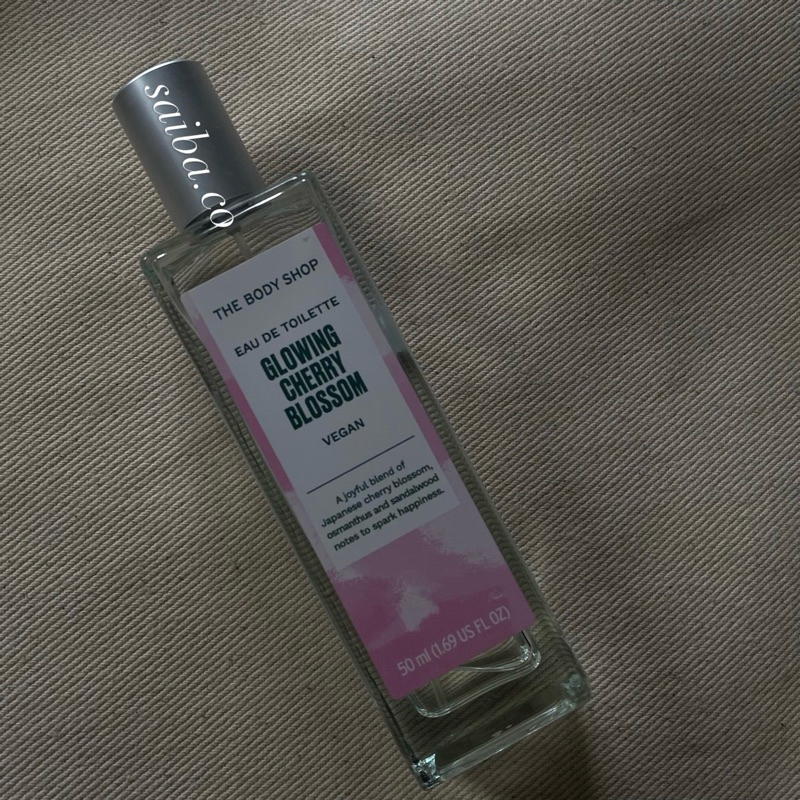 saiba.co
THE BODY SHOP
EAU DE TOILETTE
GLOWING
CHERRY
BLOSSOM
VEGAN
A joyful blend of
Japanese cherry blossom,
osmanthus and sandalwood
notes to spark happiness.
50 ml (1.69 US FL OZ)